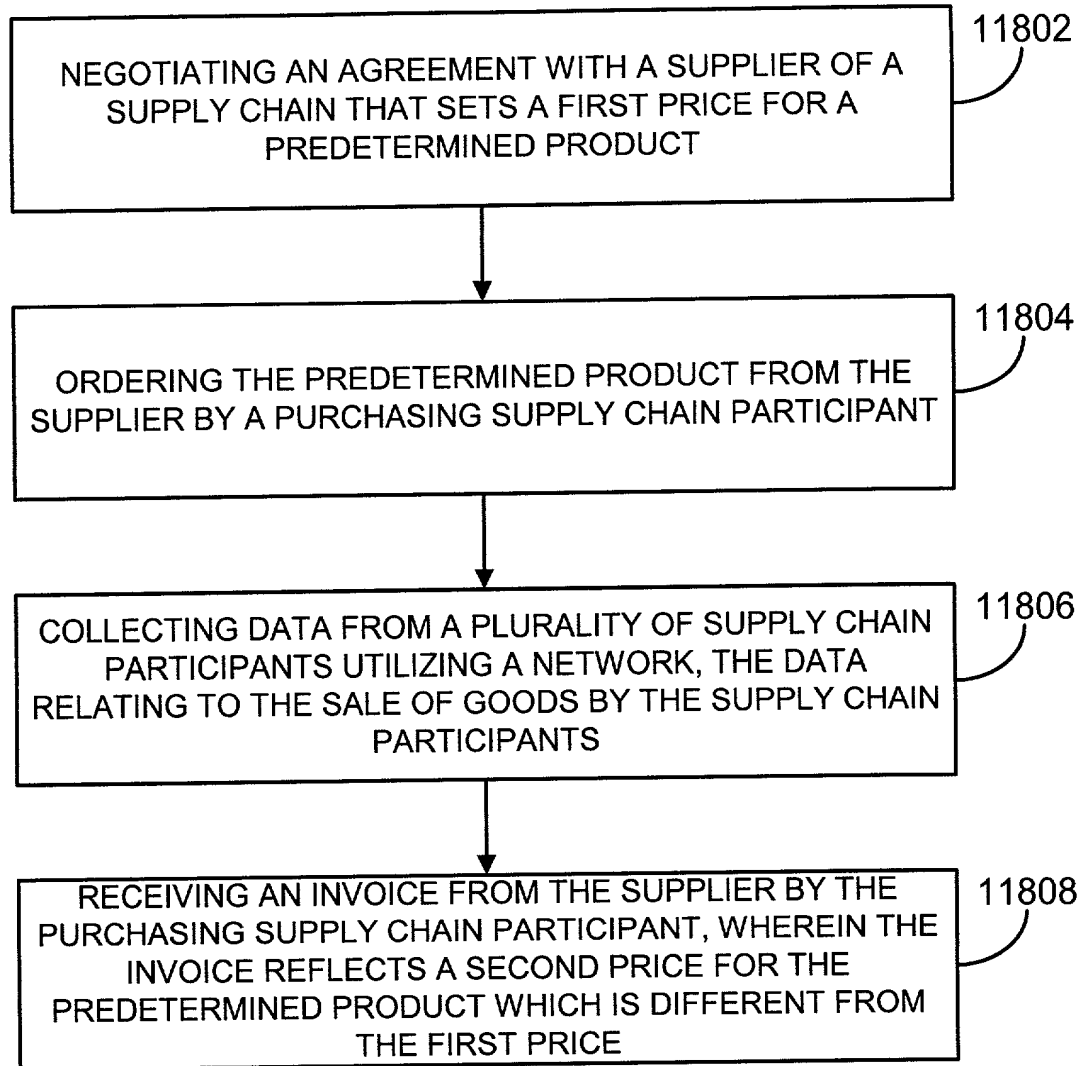 11802
NEGOTIATING AN AGREEMENT WITH A SUPPLIER OF A
SUPPLY CHAIN THAT SETS A FIRST PRICE FOR A
PREDETERMINED PRODUCT
11804
ORDERING THE PREDETERMINED PRODUCT FROM THE
SUPPLIER BY A PURCHASING SUPPLY CHAIN PARTICIPANT
11806
COLLECTING DATA FROM A PLURALITY OF SUPPLY CHAIN
PARTICIPANTS UTILIZING A NETWORK, THE DATA
RELATING TO THE SALE OF GOODS BY THE SUPPLY CHAIN
PARTICIPANTS
11808
RECEIVING AN INVOICE FROM THE SUPPLIER BY THE
PURCHASING SUPPLY CHAIN PARTICIPANT, WHEREIN THE
INVOICE REFLECTS A SECOND PRICE FOR THE
PREDETERMINED PRODUCT WHICH IS DIFFERENT FROM
THE FIRST PRICE